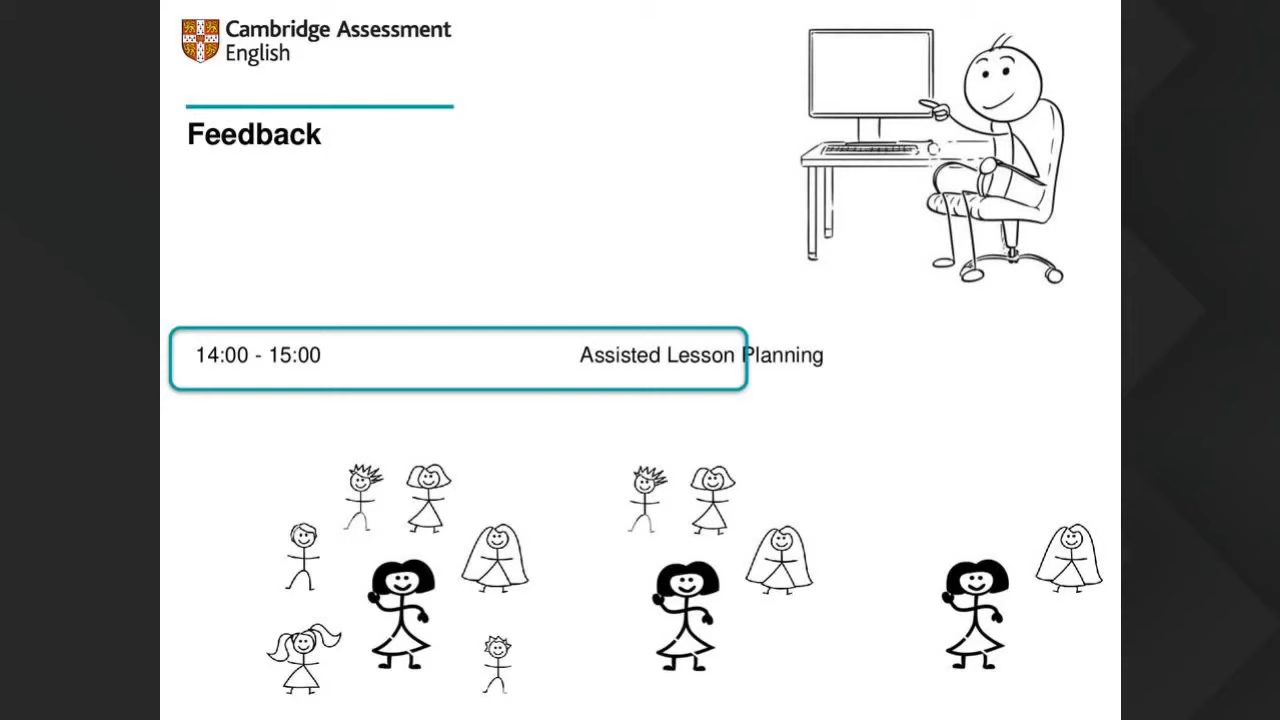 Cambridge Assessment
English
Feedback
14:00 - 15:00 Assisted Lesson Planning